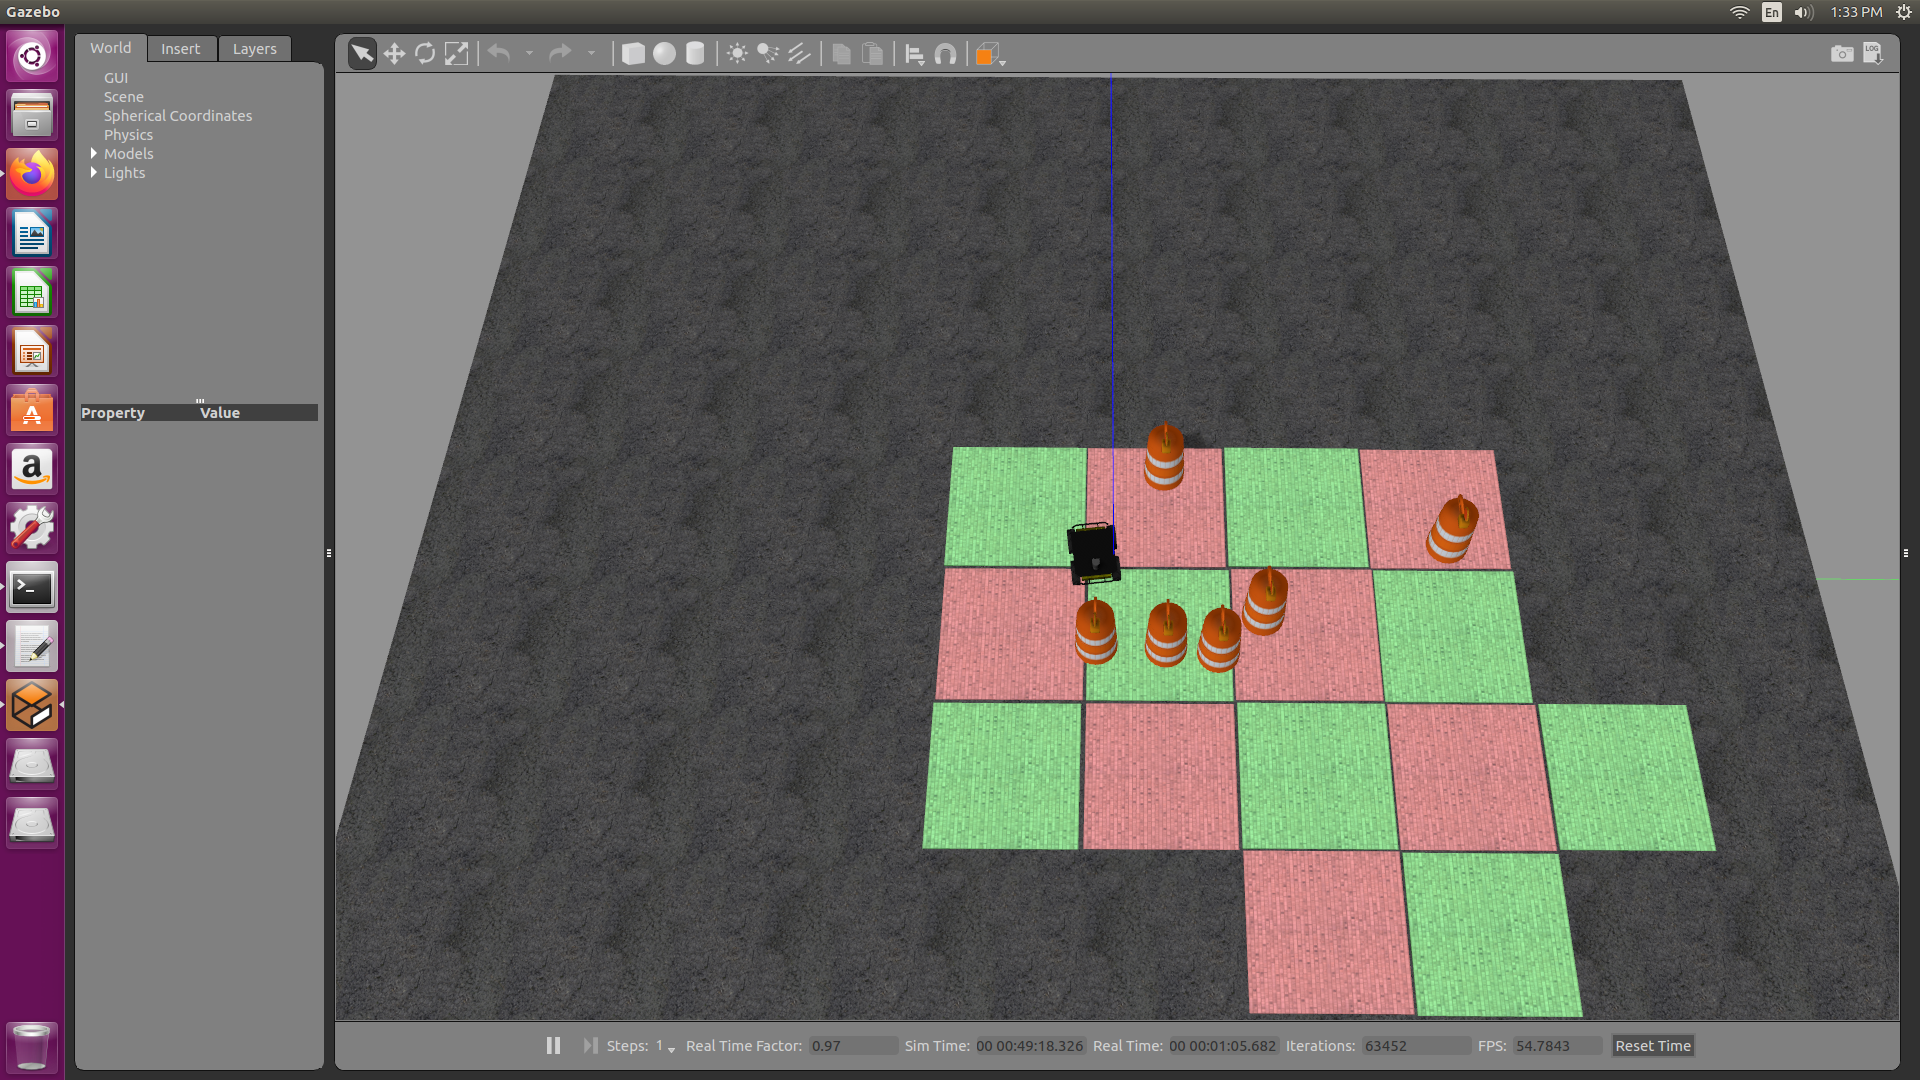 Gazebo
En
1:33 PM
World
Insert
Layers
LOG
GUI
Scene
Spherical Coordinates
Physics
Models
Lights
Property Value
a
A
>_
Steps: 1 Real Time Factor: 0.97 Sim Time: 00 00:49:18.326 Real Time: 00 00:01:05.682 Iterations: 63452 FPS: 54.7843 Reset Time